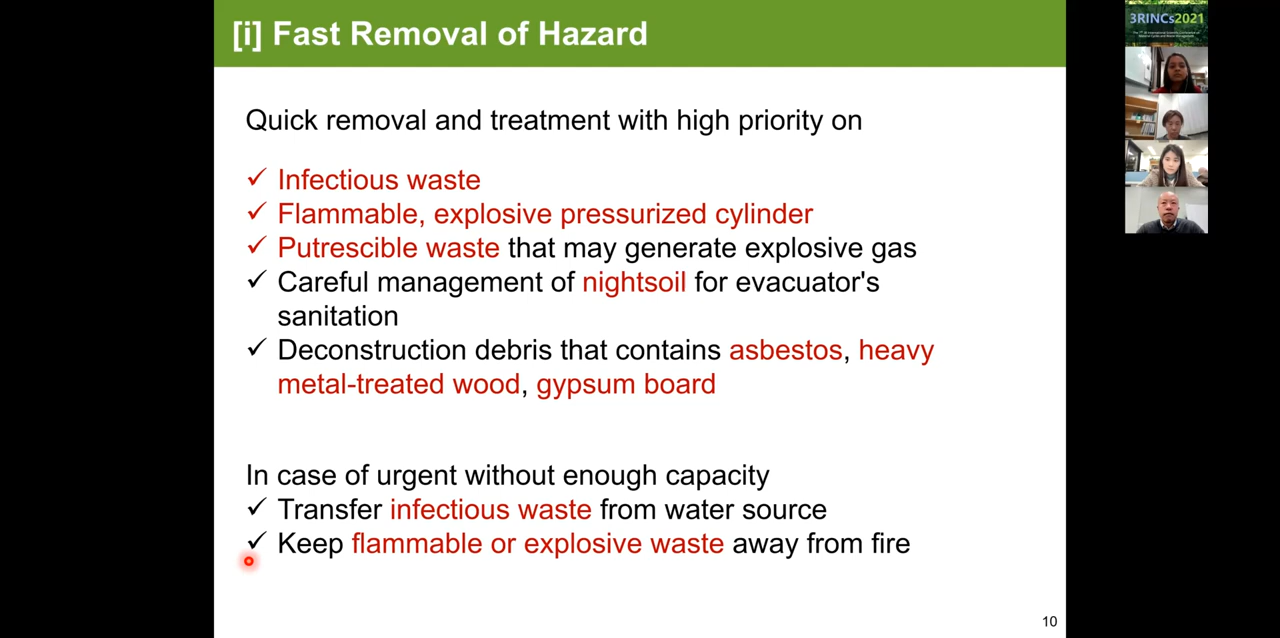 [i] Fast Removal of Hazard
Quick removal and treatment with high priority on
✓ Infectious waste
✓ Flammable, explosive pressurized cylinder
✓ Putrescible waste that may generate explosive gas
✓ Careful management of nightsoil for evacuator's
sanitation
✓ Deconstruction debris that contains asbestos, heavy
metal-treated wood, gypsum board
In case of urgent without enough capacity
✓ Transfer infectious waste from water source
✓ Keep flammable or explosive waste away from fire
10
3RINCs2021